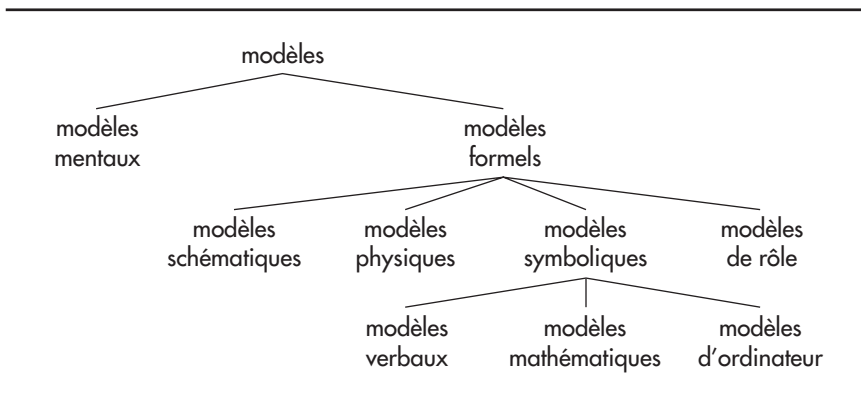 modèles
modèles
mentaux
modèles
formels
modèles
schématiques
modèles
physiques
modèles
symboliques
modèles
de rôle
modèles
verbaux
modèles
mathématiques
modèles
d'ordinateur